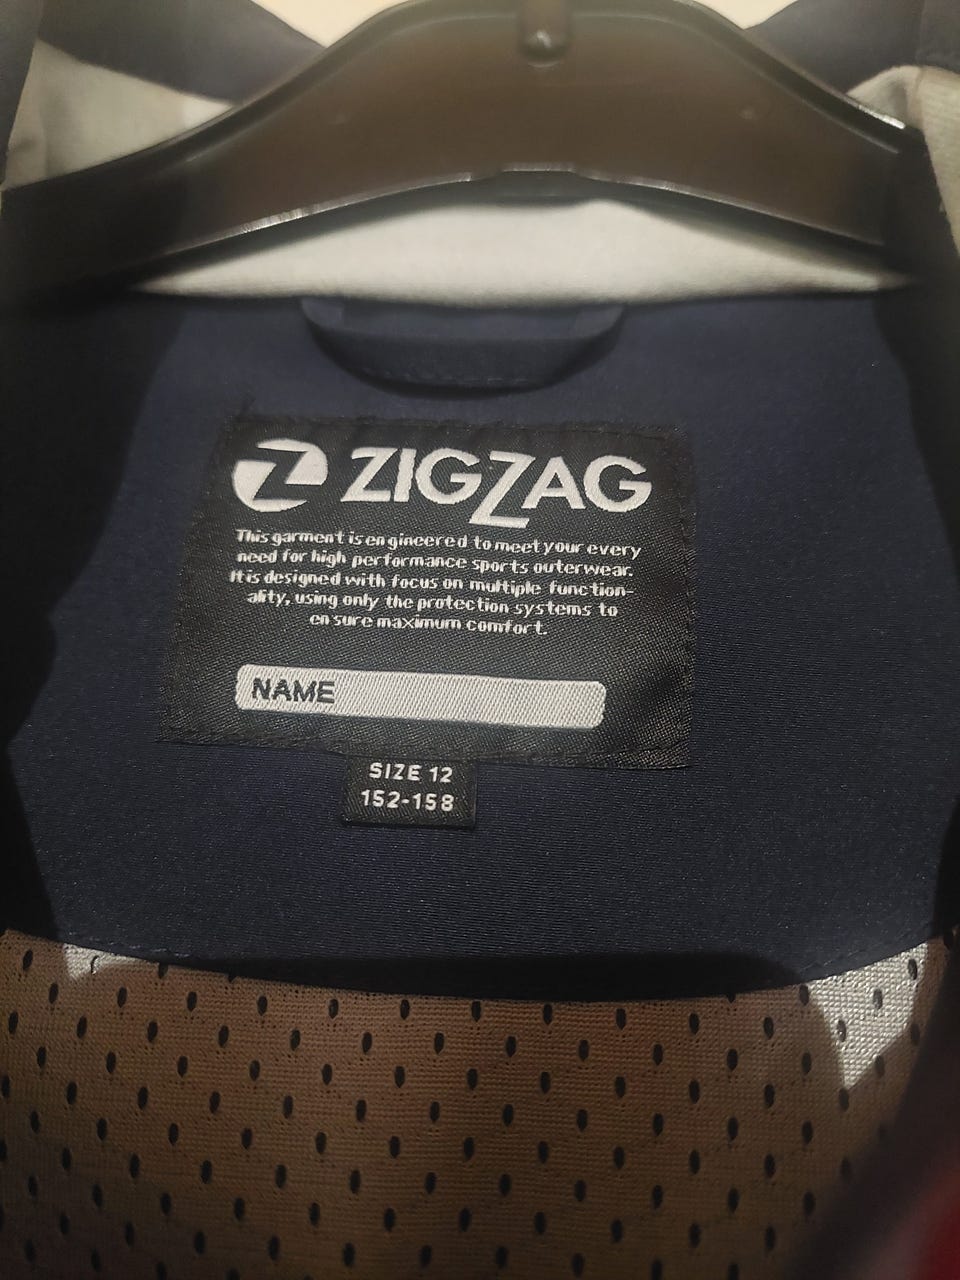 Z ZIGZAG
This garment is engineered to meet your every
need for high performance sports outerwear.
It is designed with focus on multiple function-
ality, using only the protection systems to
ensure maximum comfort.
NAME
SIZE 12
152-158